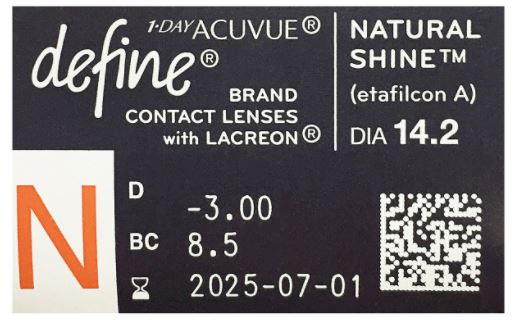 1·DAY ACUVUE®
define®
BRAND
CONTACT LENSES
with LACREON®
NATURAL
SHINE™
(etafilcon A)
DIA 14.2
N
D -3.00
BC 8.5
2025-07-01